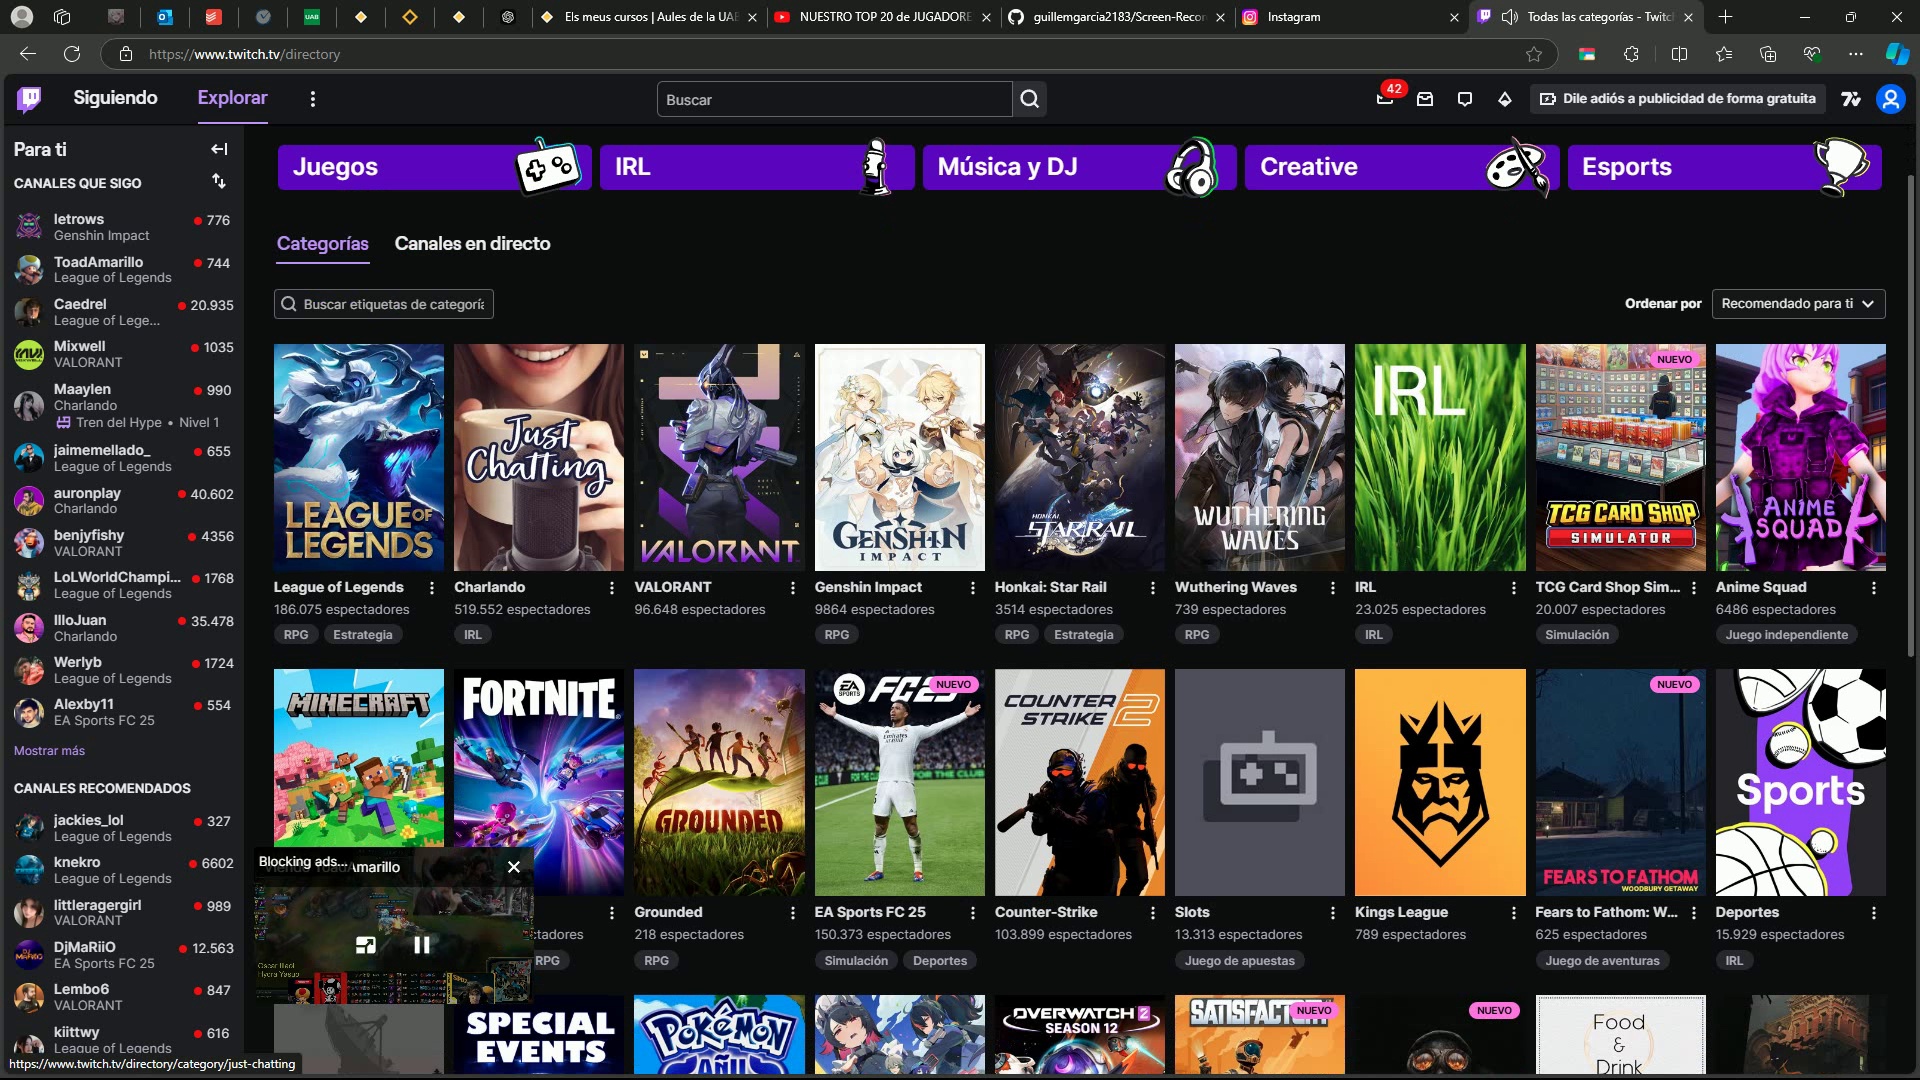 Els meus cursos | Aules de la UAB
NUESTRO TOP 20 de JUGADORE
guillemgarcia2183/Screen-Recor
Instagram
Todas las categorías - Twitch
https://www.twitch.tv/directory
Siguiendo
Explorar
Buscar
42
Dile adiós a publicidad de forma gratuita
Para ti
CANALES QUE SIGO
letrows
776
Genshin Impact
ToadAmarillo
744
League of Legends
Caedrel
20.935
League of Lege...
Mixwell
1035
VALORANT
Maaylen
990
Charlando
Tren del Hype • Nivel 1
jaimemellado_
655
League of Legends
auronplay
40.602
Charlando
benjyfishy
4356
VALORANT
LoLWorldChampi...
1768
League of Legends
IlloJuan
35.478
Charlando
Werlyb
1724
League of Legends
Alexby11
554
EA Sports FC 25
Mostrar más
CANALES RECOMENDADOS
jackies_lol
327
League of Legends
knekro
6602
League of Legends
littleragergirl
989
VALORANT
DjMaRiiO
12.563
EA Sports FC 25
Lembo6
847
VALORANT
kiittwy
616
League of Legends
https://www.twitch.tv/directory/category/just-chatting
Juegos
IRL
Música y DJ
Creative
Esports
Categorías
Canales en directo
Buscar etiquetas de categoría
Ordenar por
Recomendado para ti
LEAGUE OF LEGENDS
Just Chatting
VALORANT
GENSHIN IMPACT
HONKAI: STAR RAIL
WUTHERING WAVES
IRL
NUEVO
TCG CARD SHOP SIMULATOR
ANIME SQUAD
League of Legends
186.075 espectadores
RPG
Estrategia
Charlando
519.552 espectadores
IRL
VALORANT
96.648 espectadores
Genshin Impact
9864 espectadores
RPG
Honkai: Star Rail
3514 espectadores
RPG
Estrategia
Wuthering Waves
739 espectadores
RPG
IRL
23.025 espectadores
IRL
TCG Card Shop Sim...
20.007 espectadores
Simulación
Anime Squad
6486 espectadores
Juego independiente
MINECRAFT
FORTNITE
GROUNDED
EA SPORTS FC25
NUEVO
COUNTER STRIKE 2
NUEVO
FEARS TO FATHOM
WOODBURY GETAWAY
Sports
Blocking ads...
Viendo ToadAmarillo
Oscar Illaoi
Hydra Yasuo
tadores
RPG
Grounded
218 espectadores
RPG
EA Sports FC 25
150.373 espectadores
Simulación
Deportes
Counter-Strike
103.899 espectadores
Slots
13.313 espectadores
Juego de apuestas
Kings League
789 espectadores
Fears to Fathom: W...
625 espectadores
Juego de aventuras
Deportes
15.929 espectadores
IRL
SPECIAL EVENTS
POKÉMON AÑIL
OVERWATCH 2
SEASON 12
SATISFACTORY
NUEVO
NUEVO
Food
&
Drink